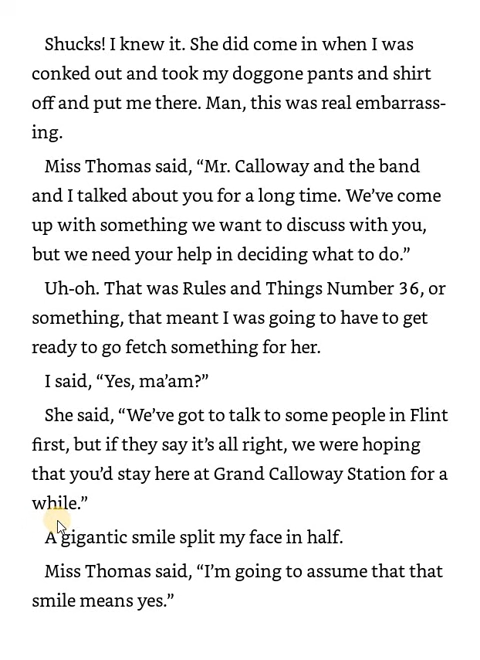 Shucks! I knew it. She did come in when I was
conked out and took my doggone pants and shirt
off and put me there. Man, this was real embarrass-
ing.
Miss Thomas said, “Mr. Calloway and the band
and I talked about you for a long time. We’ve come
up with something we want to discuss with you,
but we need your help in deciding what to do.”
Uh-oh. That was Rules and Things Number 36, or
something, that meant I was going to have to get
ready to go fetch something for her.
I said, “Yes, ma’am?”
She said, “We’ve got to talk to some people in Flint
first, but if they say it’s all right, we were hoping
that you’d stay here at Grand Calloway Station for a
while.”
A gigantic smile split my face in half.
Miss Thomas said, “I’m going to assume that that
smile means yes.”